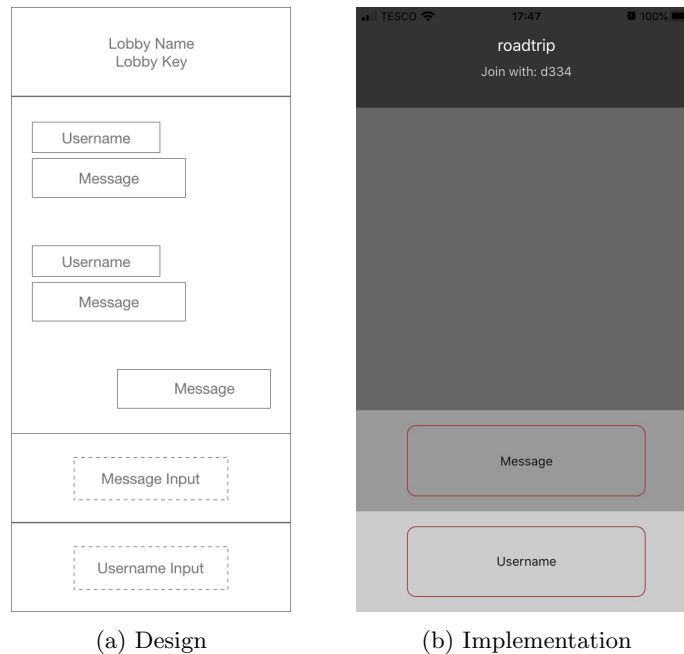 Lobby Name
Lobby Key
Username
Message
Username
Message
Message
Message Input
Username Input
(a) Design
TESCO 17:47 100%
roadtrip
Join with: d334
Message
Username
(b) Implementation